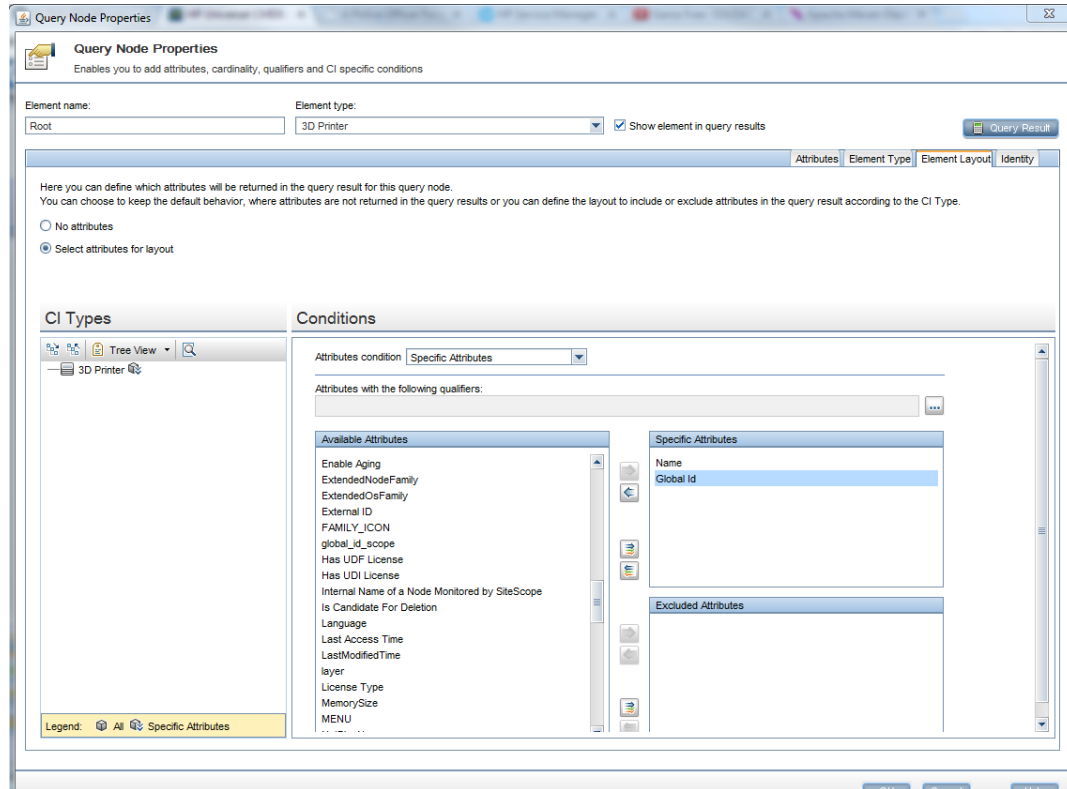 Query Node Properties
Query Node Properties
Enables you to add attributes, cardinality, qualifiers and CI specific conditions
Element name:
Element type:
Root
3D Printer
Show element in query results
Query Result
Attributes
Element Type
Element Layout
Identity
Here you can define which attributes will be returned in the query result for this query node.
You can choose to keep the default behavior, where attributes are not returned in the query results or you can define the layout to include or exclude attributes in the query result according to the CI Type.
No attributes
Select attributes for layout
CI Types
Conditions
Tree View
3D Printer
Legend: All Specific Attributes
Attributes condition Specific Attributes
Attributes with the following qualifiers:
...
Available Attributes
Enable Aging
ExtendedNodeFamily
ExtendedOsFamily
External ID
FAMILY_ICON
global_id_scope
Has UDF License
Has UDI License
Internal Name of a Node Monitored by SiteScope
Is Candidate For Deletion
Language
Last Access Time
LastModifiedTime
layer
License Type
MemorySize
MENU
Specific Attributes
Name
Global Id
Excluded Attributes